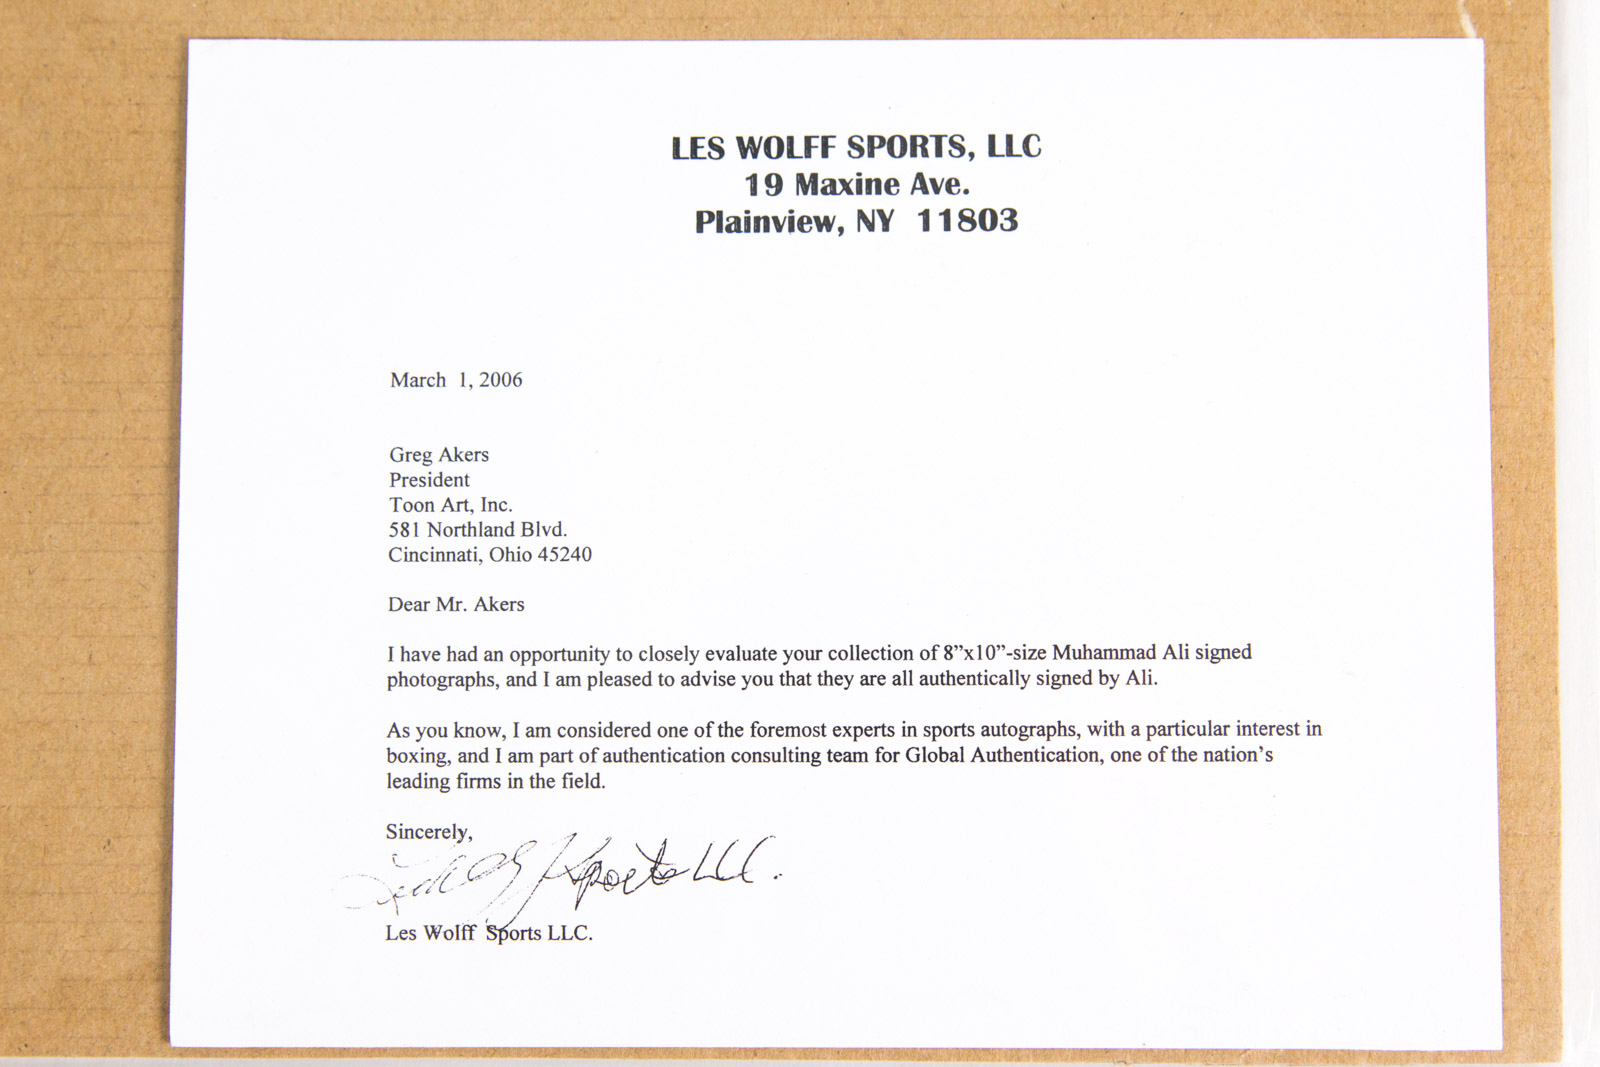 LES WOLFF SPORTS, LLC
19 Maxine Ave.
Plainview, NY 11803
March 1, 2006
Greg Akers
President
Toon Art, Inc.
581 Northland Blvd.
Cincinnati, Ohio 45240
Dear Mr. Akers
I have had an opportunity to closely evaluate your collection of 8”x10”-size Muhammad Ali signed
photographs, and I am pleased to advise you that they are all authentically signed by Ali.
As you know, I am considered one of the foremost experts in sports autographs, with a particular interest in
boxing, and I am part of authentication consulting team for Global Authentication, one of the nation’s
leading firms in the field.
Sincerely,
Sports LLC.
Les Wolff Sports LLC.